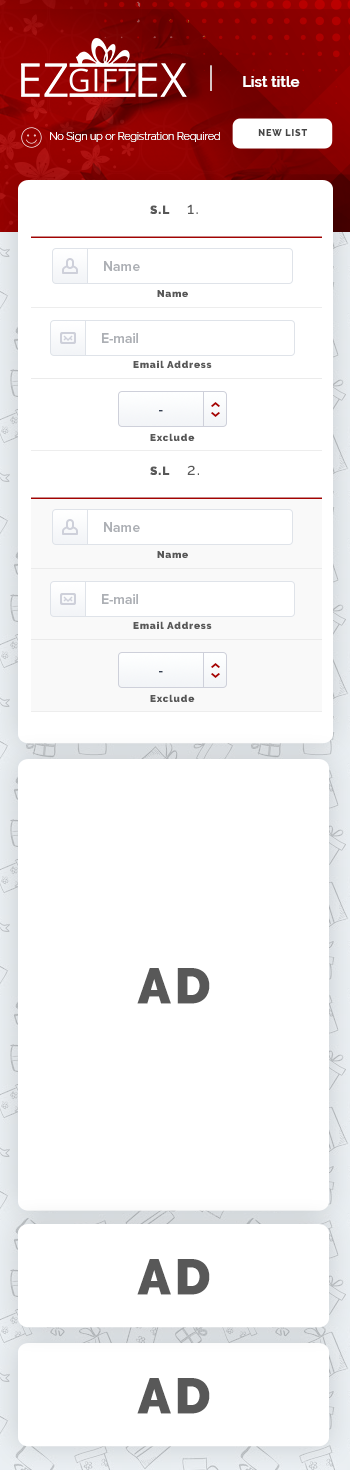 EZGIFTEX | List title
No Sign up or Registration Required NEW LIST
S.L 1.
Name
Name
E-mail
Email Address
-
Exclude
S.L 2.
Name
Name
E-mail
Email Address
-
Exclude
AD
AD
AD